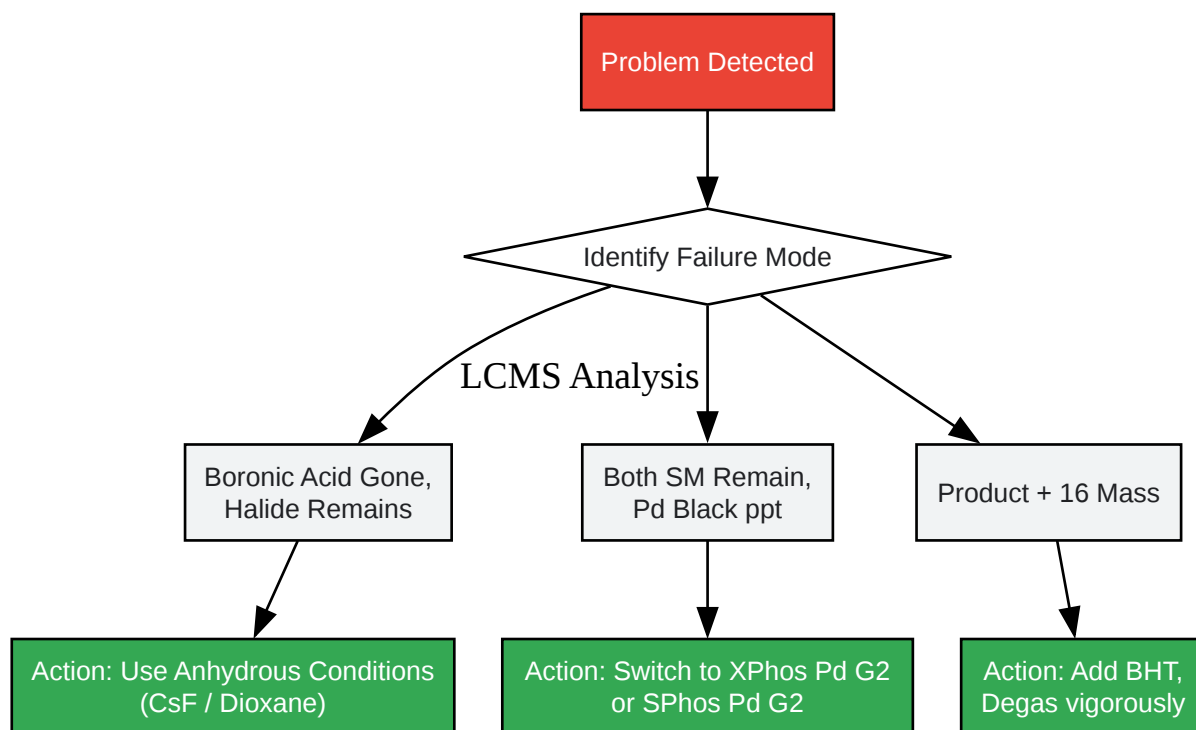 Problem Detected
Identify Failure Mode
LCMS Analysis
Boronic Acid Gone,
Halide Remains
Both SM Remain,
Pd Black ppt
Product + 16 Mass
Action: Use Anhydrous Conditions
(CsF / Dioxane)
Action: Switch to XPhos Pd G2
or SPhos Pd G2
Action: Add BHT,
Degas vigorously